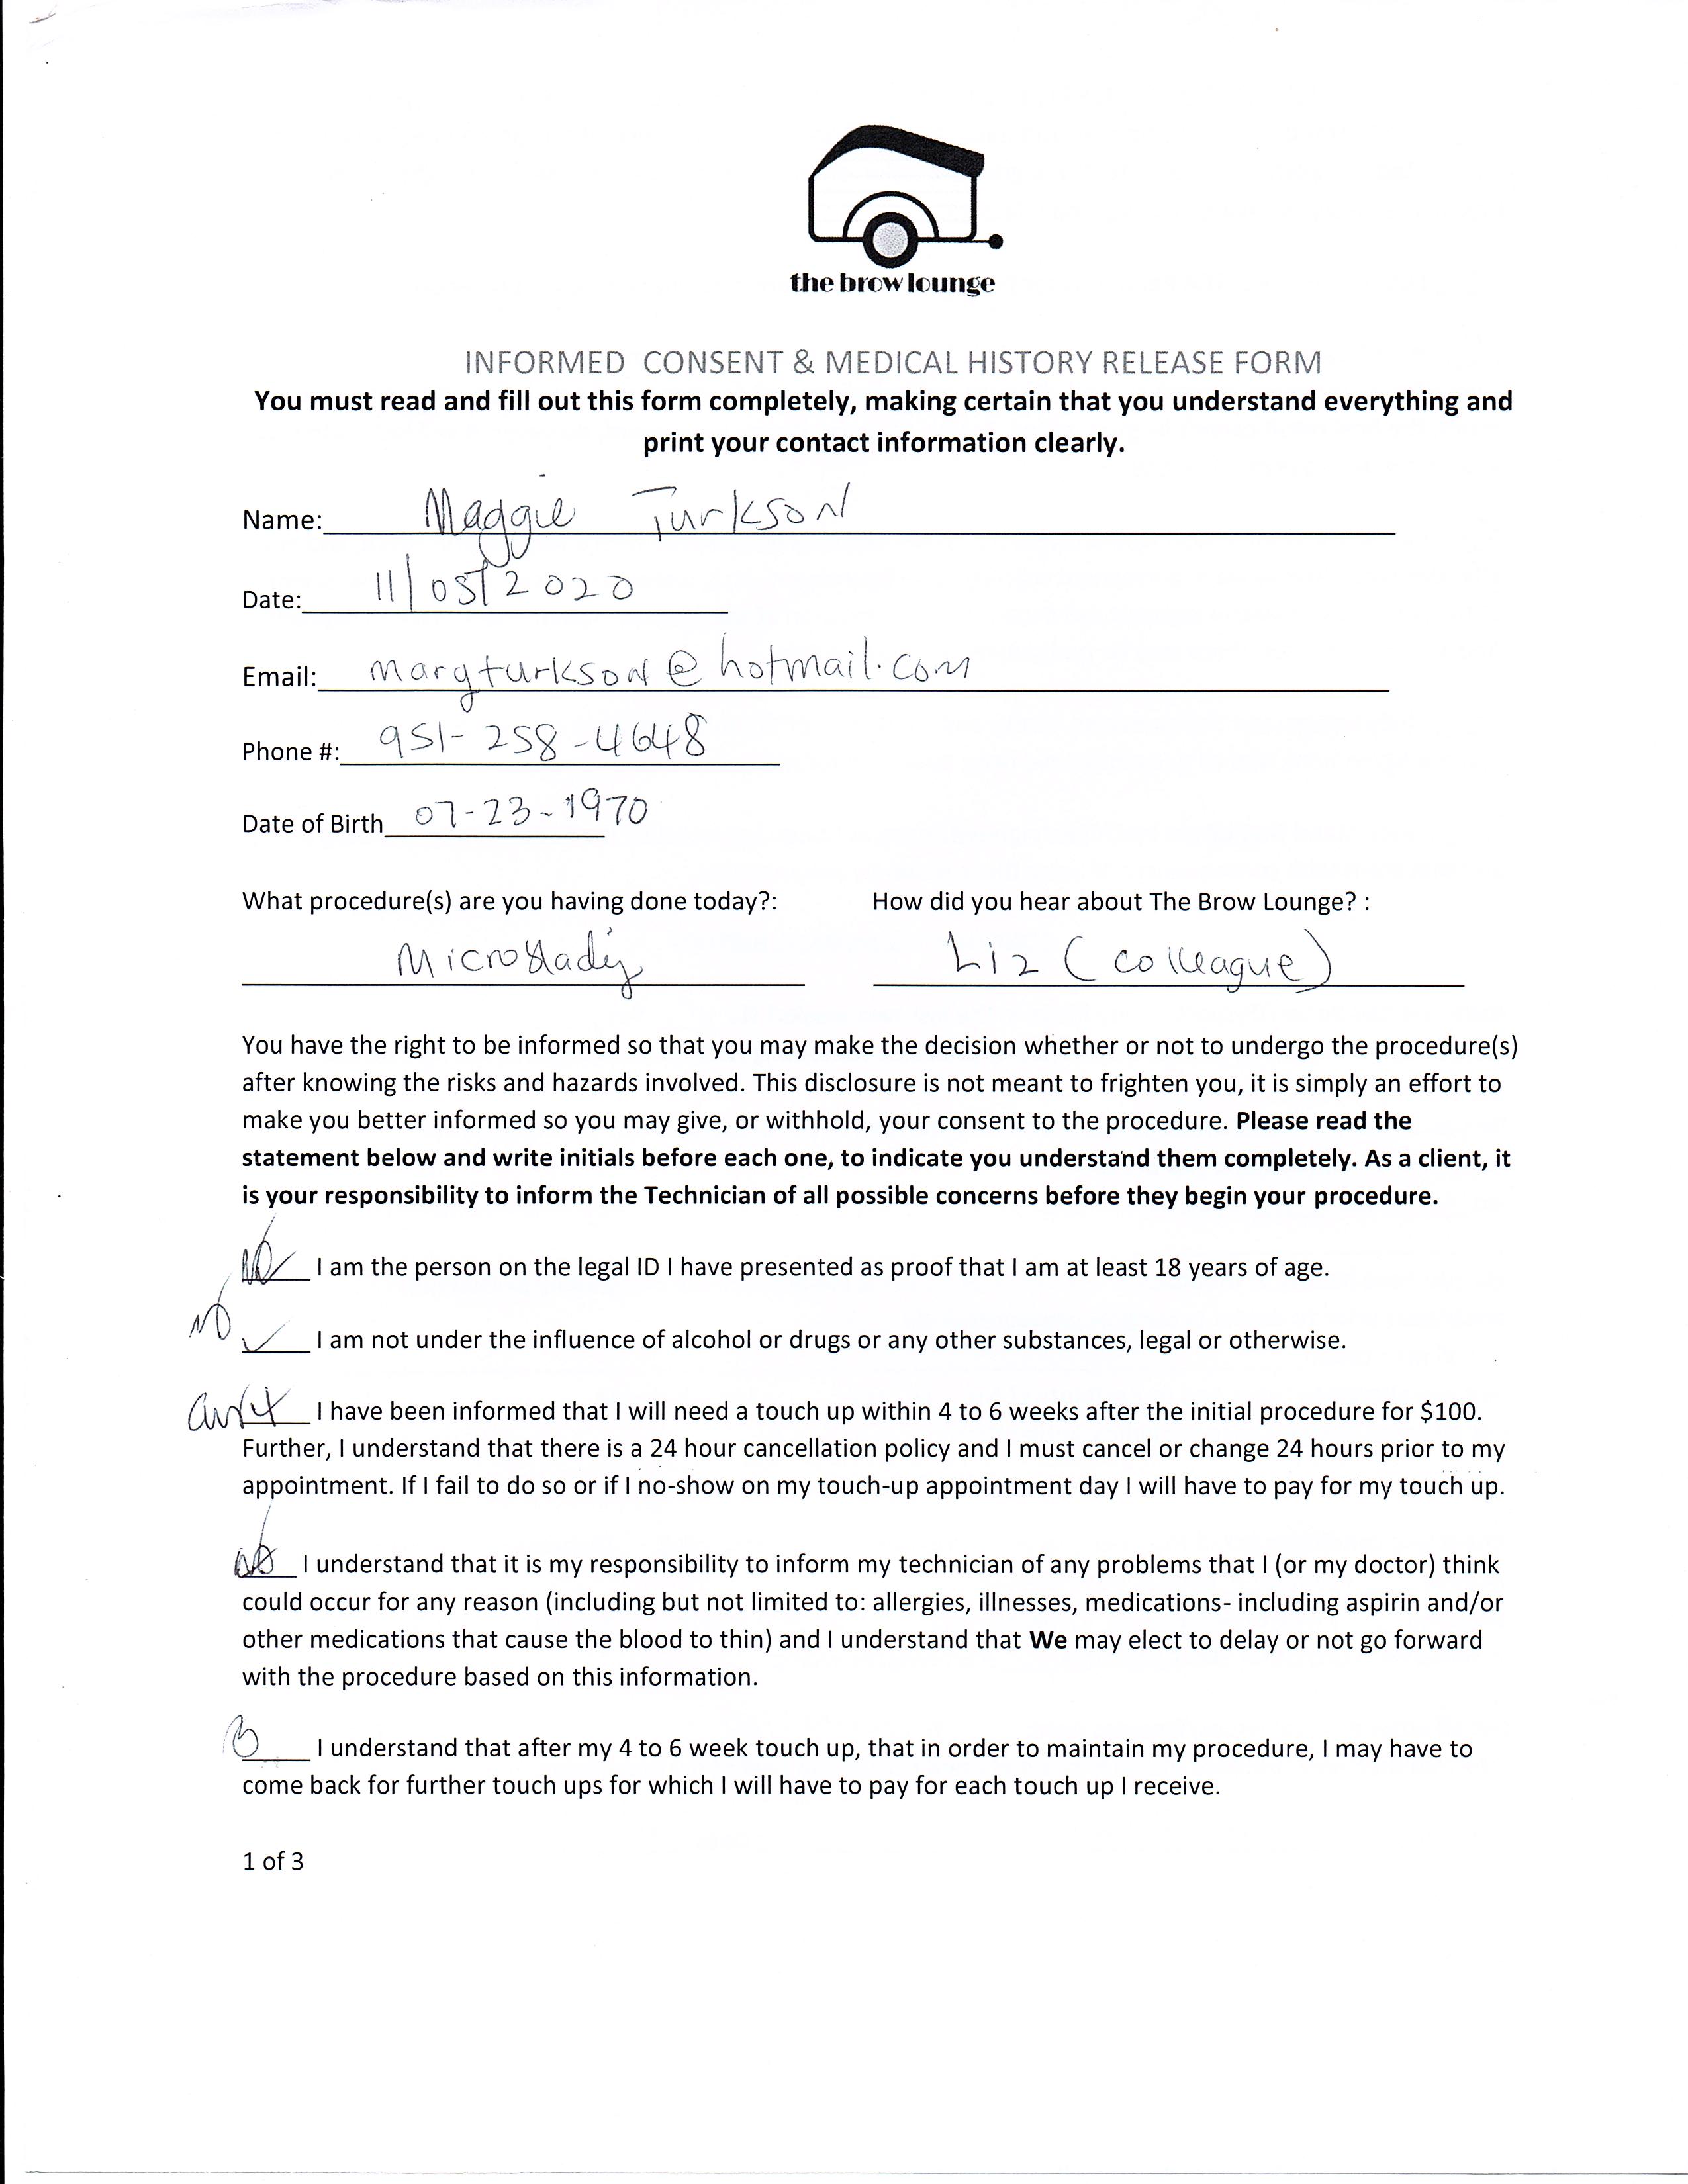 the brow lounge
INFORMED CONSENT & MEDICAL HISTORY RELEASE FORM
You must read and fill out this form completely, making certain that you understand everything and
print your contact information clearly.
Name: Maggie Turkson
Date: 11/05/2020
Email: margturkson@hotmail.com
Phone #: 951-258-4648
Date of Birth 07-23-1970
What procedure(s) are you having done today?: How did you hear about The Brow Lounge? :
Liz (colleague)
You have the right to be informed so that you may make the decision whether or not to undergo the procedure(s)
after knowing the risks and hazards involved. This disclosure is not meant to frighten you, it is simply an effort to
make you better informed so you may give, or withhold, your consent to the procedure. Please read the
statement below and write initials before each one, to indicate you understand them completely. As a client, it
is your responsibility to inform the Technician of all possible concerns before they begin your procedure.
I am the person on the legal ID I have presented as proof that I am at least 18 years of age.
I am not under the influence of alcohol or drugs or any other substances, legal or otherwise.
I have been informed that I will need a touch up within 4 to 6 weeks after the initial procedure for $100.
Further, I understand that there is a 24 hour cancellation policy and I must cancel or change 24 hours prior to my
appointment. If I fail to do so or if I no-show on my touch-up appointment day I will have to pay for my touch up.
I understand that it is my responsibility to inform my technician of any problems that I (or my doctor) think
could occur for any reason (including but not limited to: allergies, illnesses, medications- including aspirin and/or
other medications that cause the blood to thin) and I understand that We may elect to delay or not go forward
with the procedure based on this information.
I understand that after my 4 to 6 week touch up, that in order to maintain my procedure, I may have to
come back for further touch ups for which I will have to pay for each touch up I receive.
1 of 3